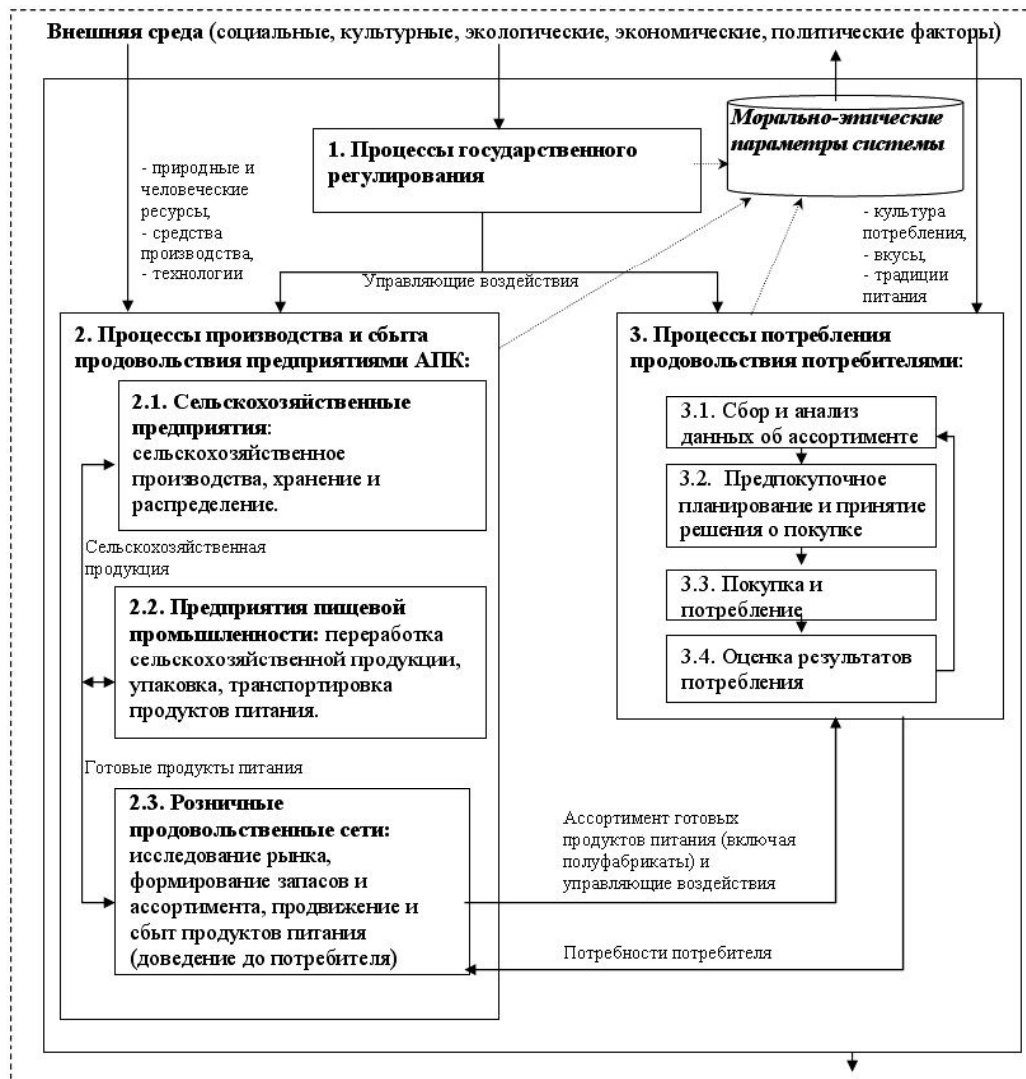 Внешняя среда (социальные, культурные, экологические, экономические, политические факторы)
Морально-этические
параметры системы
1. Процессы государственного
регулирования
- природные и
человеческие
ресурсы,
- средства
производства,
- технологии
- культура
потребления,
- вкусы,
- традиции
питания
Управляющие воздействия
2. Процессы производства и сбыта
продовольствия предприятиями АПК:
2.1. Сельскохозяйственные
предприятия:
сельскохозяйственное
производства, хранение и
распределение.
Сельскохозяйственная
продукция
2.2. Предприятия пищевой
промышленности: переработка
сельскохозяйственной продукции,
упаковка, транспортировка
продуктов питания.
Готовые продукты питания
2.3. Розничные
продовольственные сети:
исследование рынка,
формирование запасов и
ассортимента, продвижение и
сбыт продуктов питания
(доведение до потребителя)
3. Процессы потребления
продовольствия потребителями:
3.1. Сбор и анализ
данных об ассортименте
3.2. Предпокупочное
планирование и принятие
решения о покупке
3.3. Покупка и
потребление
3.4. Оценка результатов
потребления
Ассортимент готовых
продуктов питания (включая
полуфабрикаты) и
управляющие воздействия
Потребности потребителя